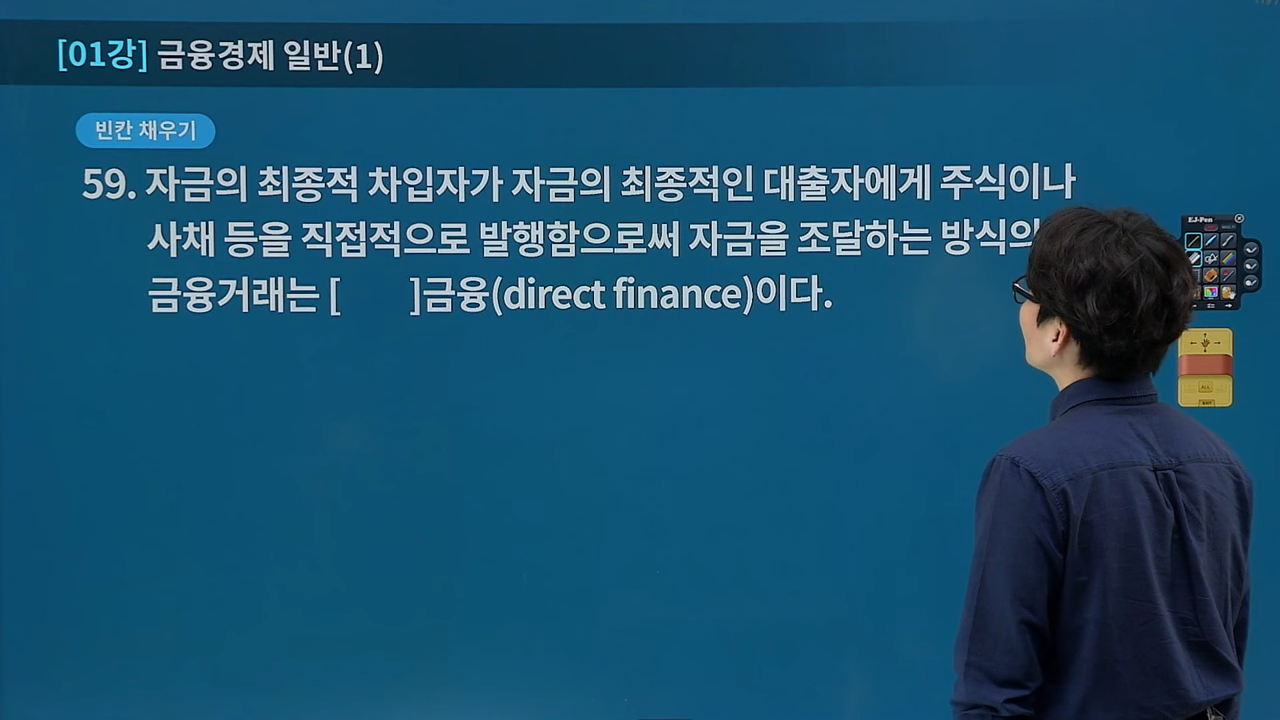 [01강] 금융경제 일반(1)
빈칸 채우기
59. 자금의 최종적 차입자가 자금의 최종적인 대출자에게 주식이나
사채 등을 직접적으로 발행함으로써 자금을 조달하는 방식의
금융거래는 [ ]금융(direct finance)이다.
EJ-Pen
ALL